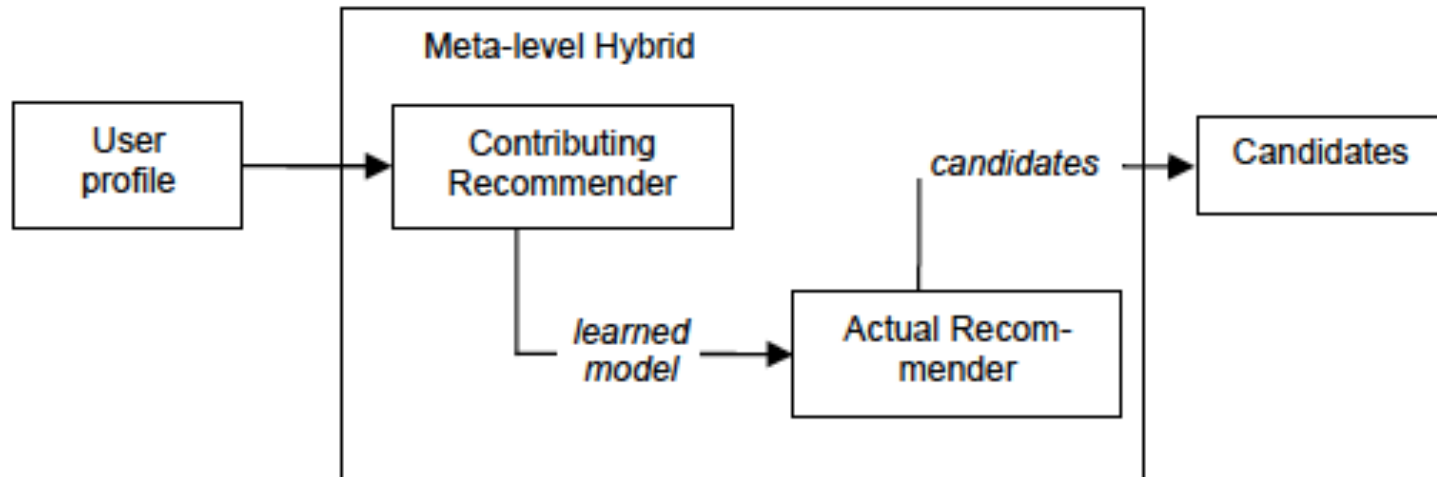 Meta-level Hybrid
User
profile
Contributing
Recommender
candidates
Candidates
learned
model
Actual Recom-
mender